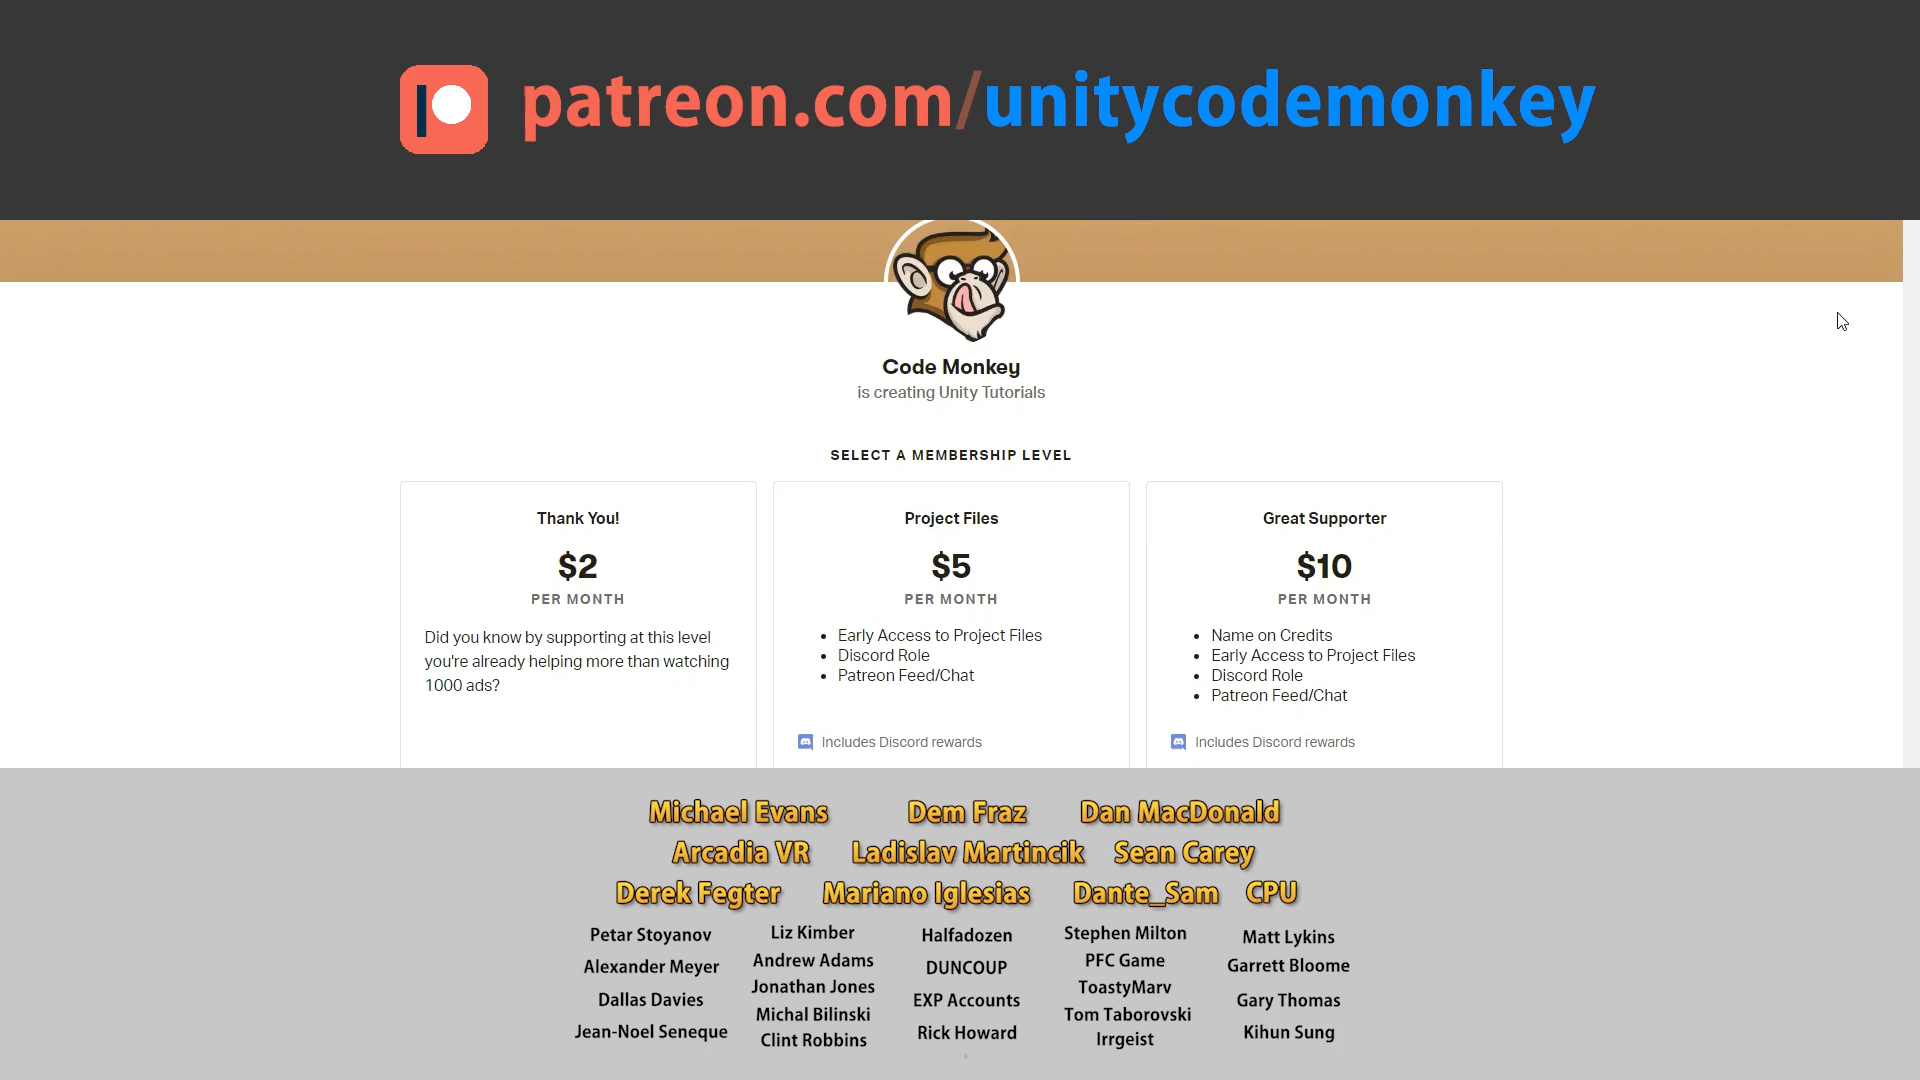 patreon.com/unitycodemonkey
Code Monkey
is creating Unity Tutorials
SELECT A MEMBERSHIP LEVEL
Thank You!
$2
PER MONTH
Did you know by supporting at this level
you're already helping more than watching
1000 ads?
Project Files
$5
PER MONTH
• Early Access to Project Files
• Discord Role
• Patreon Feed/Chat
Includes Discord rewards
Great Supporter
$10
PER MONTH
• Name on Credits
• Early Access to Project Files
• Discord Role
• Patreon Feed/Chat
Includes Discord rewards
Michael Evans Dem Fraz Dan MacDonald
Arcadia VR Ladislav Martincik Sean Carey
Derek Fegter Mariano Iglesias Dante_Sam CPU
Petar Stoyanov
Alexander Meyer
Dallas Davies
Jean-Noel Seneque
Liz Kimber
Andrew Adams
Jonathan Jones
Michal Bilinski
Clint Robbins
Halfadozen
DUNCOUP
EXP Accounts
Rick Howard
Stephen Milton
PFC Game
ToastyMarv
Tom Taborovski
Irrgeist
Matt Lykins
Garrett Bloome
Gary Thomas
Kihun Sung